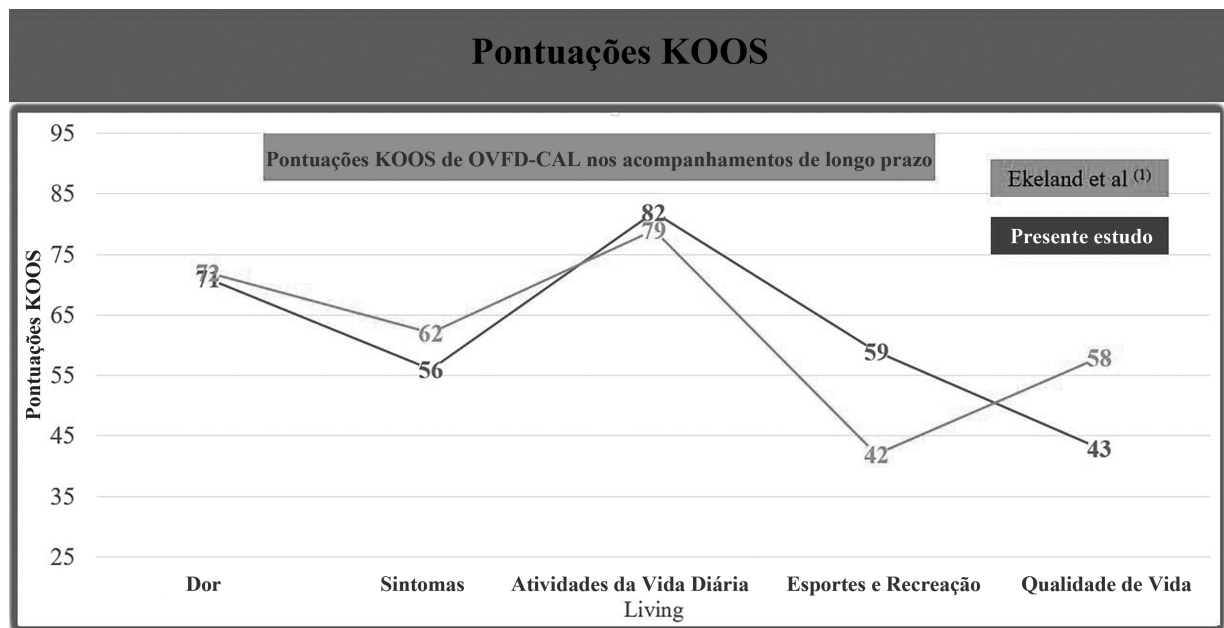 Pontuações KOOS
Pontuações KOOS de OVFD-CAL nos acompanhamentos de longo prazo
Ekeland et al (1)
Presente estudo
Pontuações KOOS
95
85
75
65
55
45
35
25
72
71
62
56
82
79
59
42
58
43
Dor
Sintomas
Atividades da Vida Diária
Living
Esportes e Recreação
Qualidade de Vida